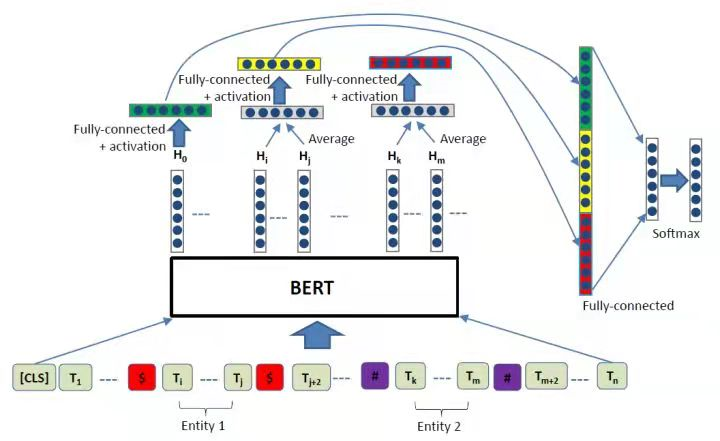 Fully-connected
+ activation
Fully-connected
+ activation
Fully-connected
+ activation
Average
Average
H0
Hi
Hj
Hk
Hm
Softmax
BERT
Fully-connected
[CLS] T1 $ Ti Tj $ Tj+2 # Tk Tm # Tm+2 Tn
Entity 1
Entity 2